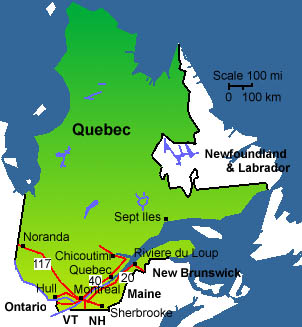 Scale 100 mi
0 100 km
Quebec
Newfoundland
& Labrador
Sept Iles
Noranda
Riviere du Loup
Chicoutimi
117
Quebec
40
20
New Brunswick
Hull
Montreal
Maine
Ontario
Sherbrooke
VT
NH